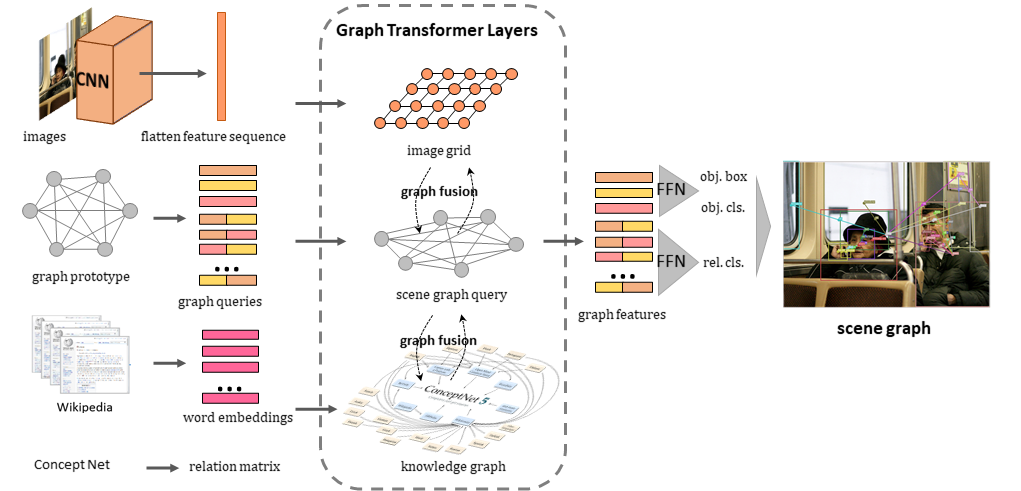 Graph Transformer Layers
CNN
images
flatten feature sequence
image grid
graph fusion
graph prototype
graph queries
scene graph query
graph fusion
Wikipedia
word embeddings
ConceptNet 5
knowledge graph
Concept Net
relation matrix
FFN
obj. box
obj. cls.
FFN
rel. cls.
graph features
scene graph